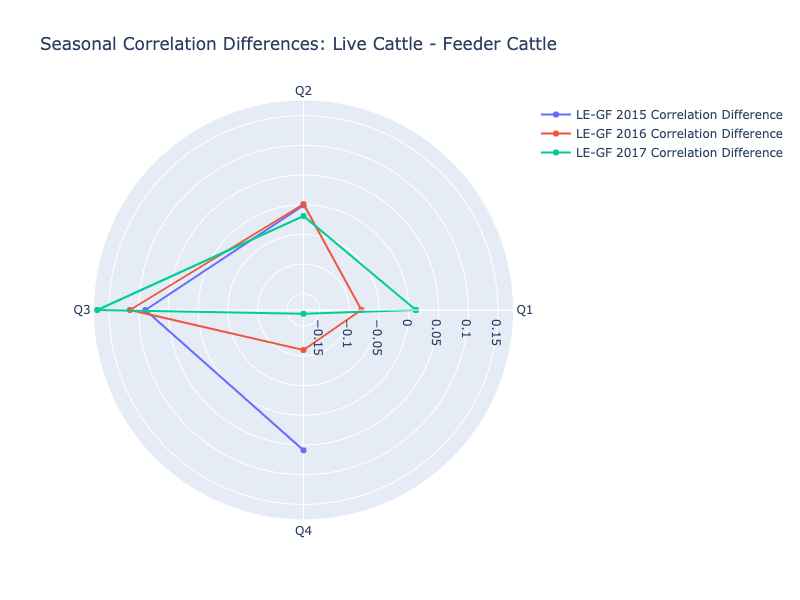 Seasonal Correlation Differences: Live Cattle - Feeder Cattle
Q2
LE-GF 2015 Correlation Difference
LE-GF 2016 Correlation Difference
LE-GF 2017 Correlation Difference
Q3
Q1
−0.15
−0.1
−0.05
0
0.05
0.1
0.15
Q4